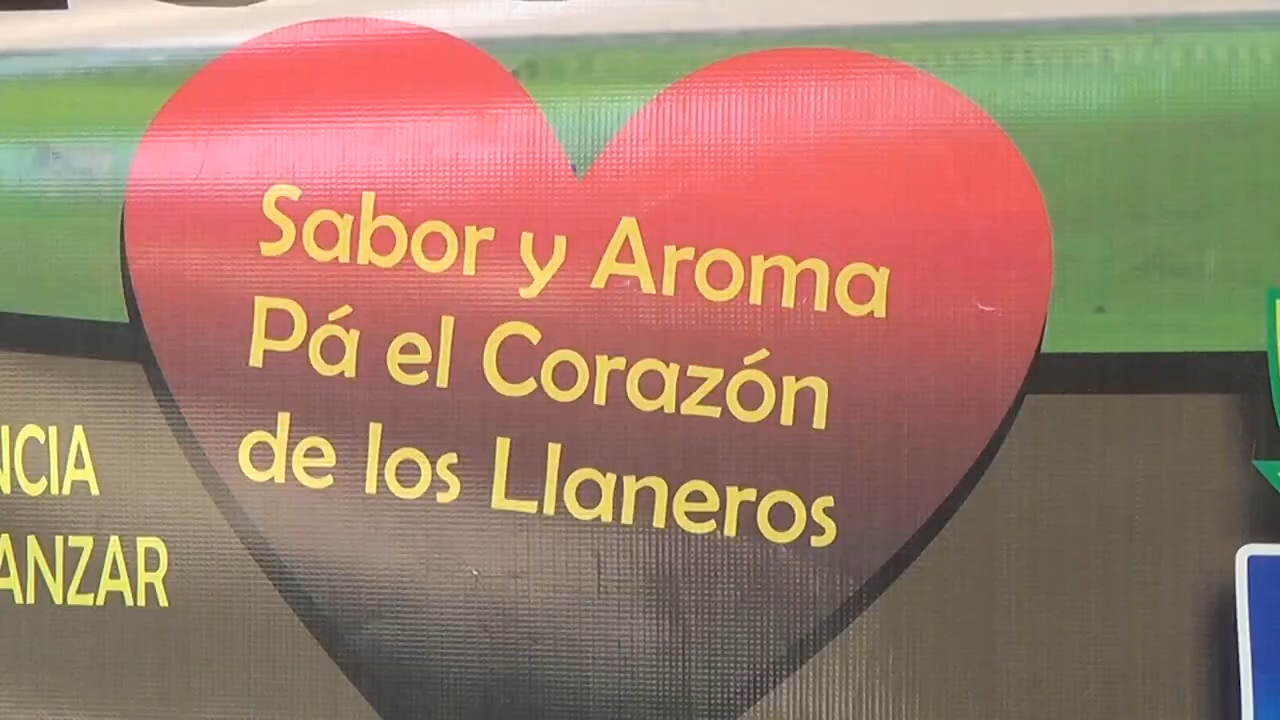 Sabor y Aroma
Pá el Corazón
de los Llaneros
NCIA
ANZAR